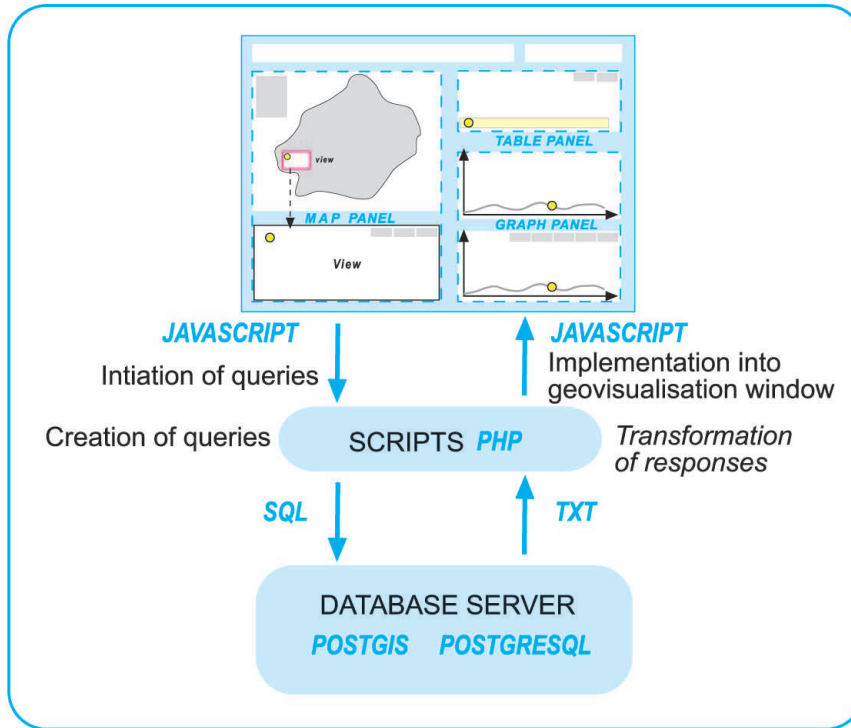 view
TABLE PANEL
MAP PANEL
GRAPH PANEL
View
JAVASCRIPT
Intiation of queries
JAVASCRIPT
Implementation into
geovisualisation window
Creation of queries
SCRIPTS PHP
Transformation
of responses
SQL
TXT
DATABASE SERVER
POSTGIS POSTGRESQL